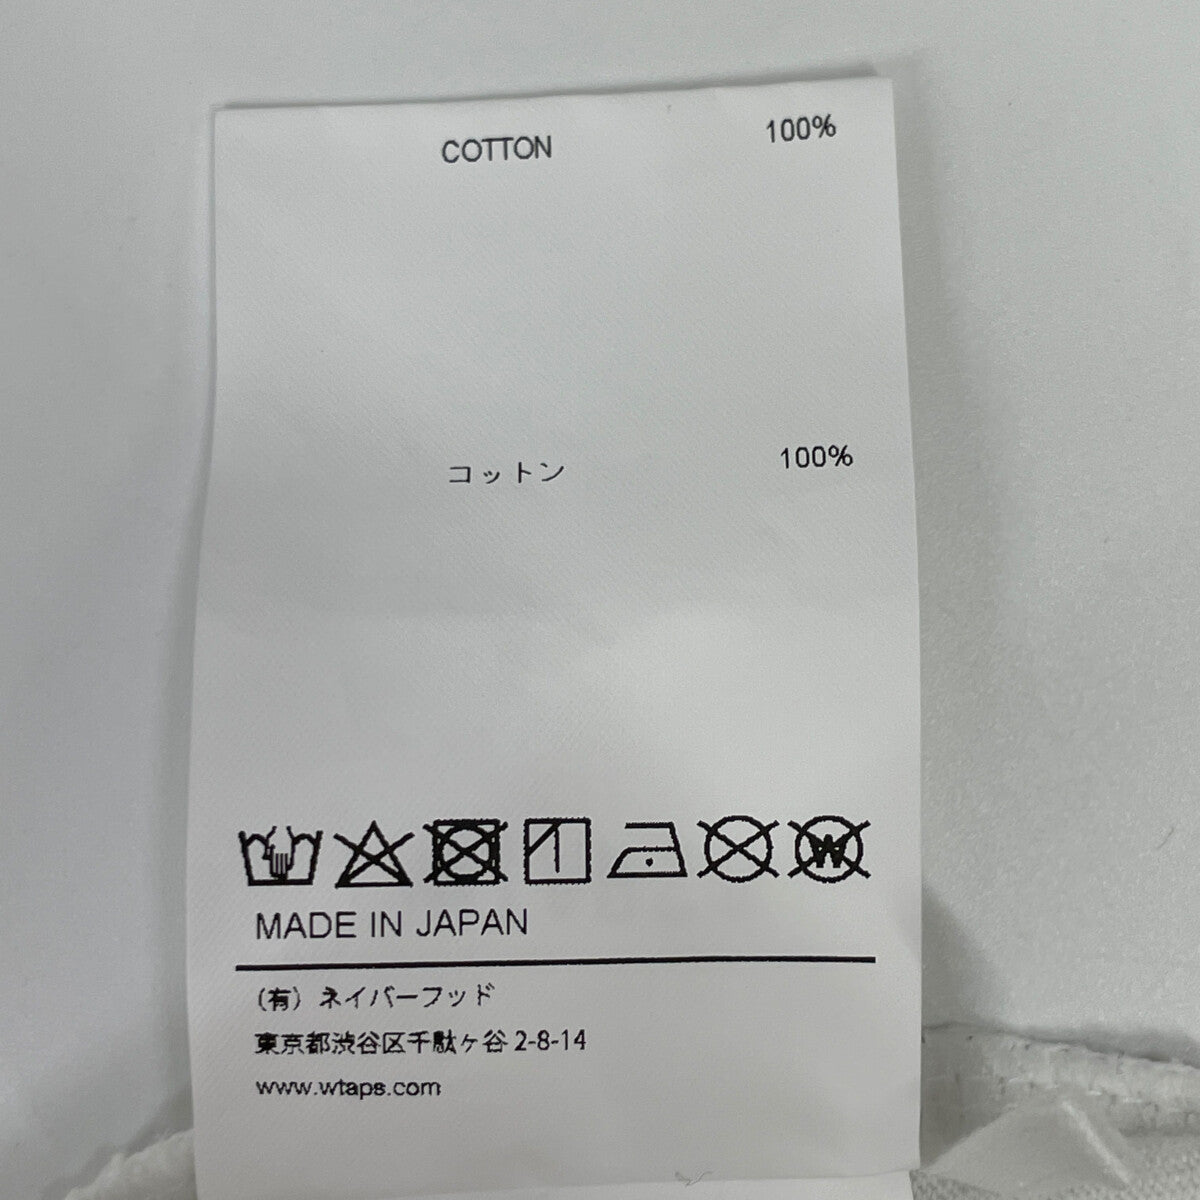 COTTON 100%
コットン 100%
W
MADE IN JAPAN
(有) ネイバーフッド
東京都渋谷区千駄ヶ谷 2-8-14
www.wtaps.com